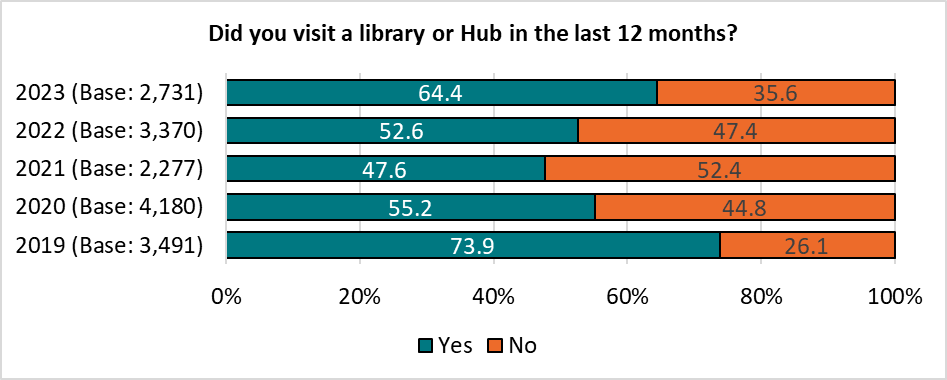 Did you visit a library or Hub in the last 12 months?
2023 (Base: 2,731) 64.4 35.6
2022 (Base: 3,370) 52.6 47.4
2021 (Base: 2,277) 47.6 52.4
2020 (Base: 4,180) 55.2 44.8
2019 (Base: 3,491) 73.9 26.1
0% 20% 40% 60% 80% 100%
Yes No